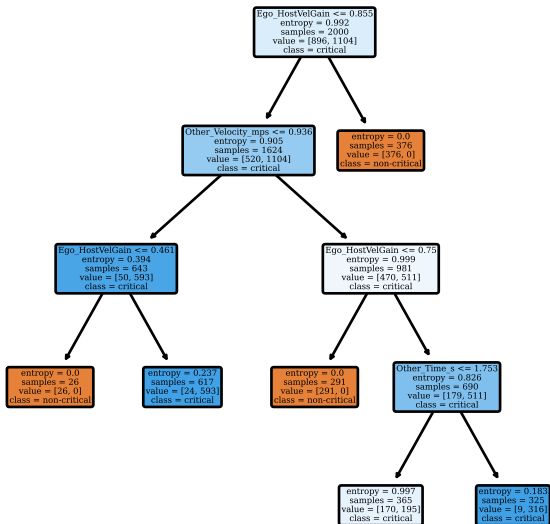 Ego_HostVelGain <= 0.855
entropy = 0.992
samples = 2000
value = [896, 1104]
class = critical
Other_Velocity_mps <= 0.936
entropy = 0.905
samples = 1624
value = [520, 1104]
class = critical
entropy = 0.0
samples = 376
value = [376, 0]
class = non-critical
Ego_HostVelGain <= 0.461
entropy = 0.394
samples = 643
value = [50, 593]
class = critical
Ego_HostVelGain <= 0.75
entropy = 0.999
samples = 981
value = [470, 511]
class = critical
entropy = 0.0
samples = 26
value = [26, 0]
class = non-critical
entropy = 0.237
samples = 617
value = [24, 593]
class = critical
entropy = 0.0
samples = 291
value = [291, 0]
class = non-critical
Other_Time_s <= 1.753
entropy = 0.826
samples = 690
value = [179, 511]
class = critical
entropy = 0.997
samples = 365
value = [170, 195]
class = critical
entropy = 0.183
samples = 325
value = [9, 316]
class = critical